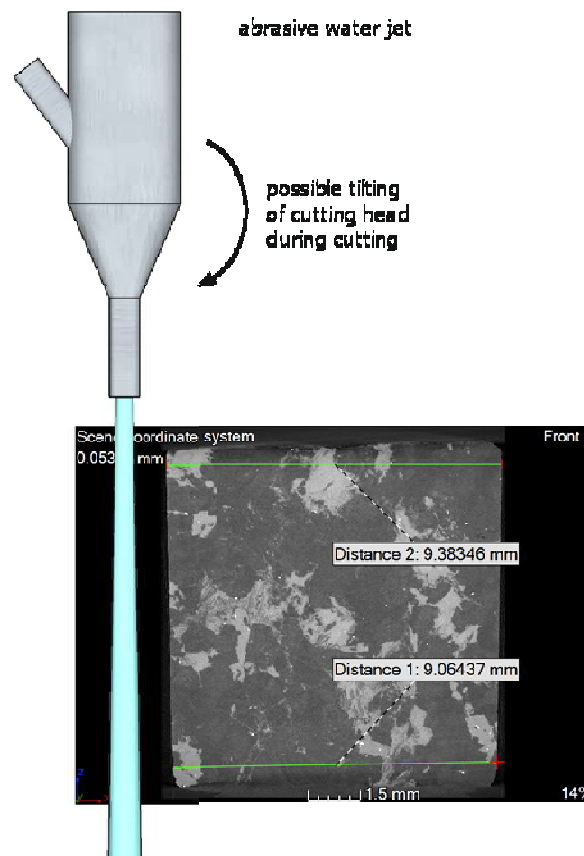 abrasive water jet
possible tilting
of cutting head
during cutting
Scene coordinate system
Front
mm
Distance 2: 9.38346 mm
Distance 1: 9.06437 mm
1.5 mm
14%